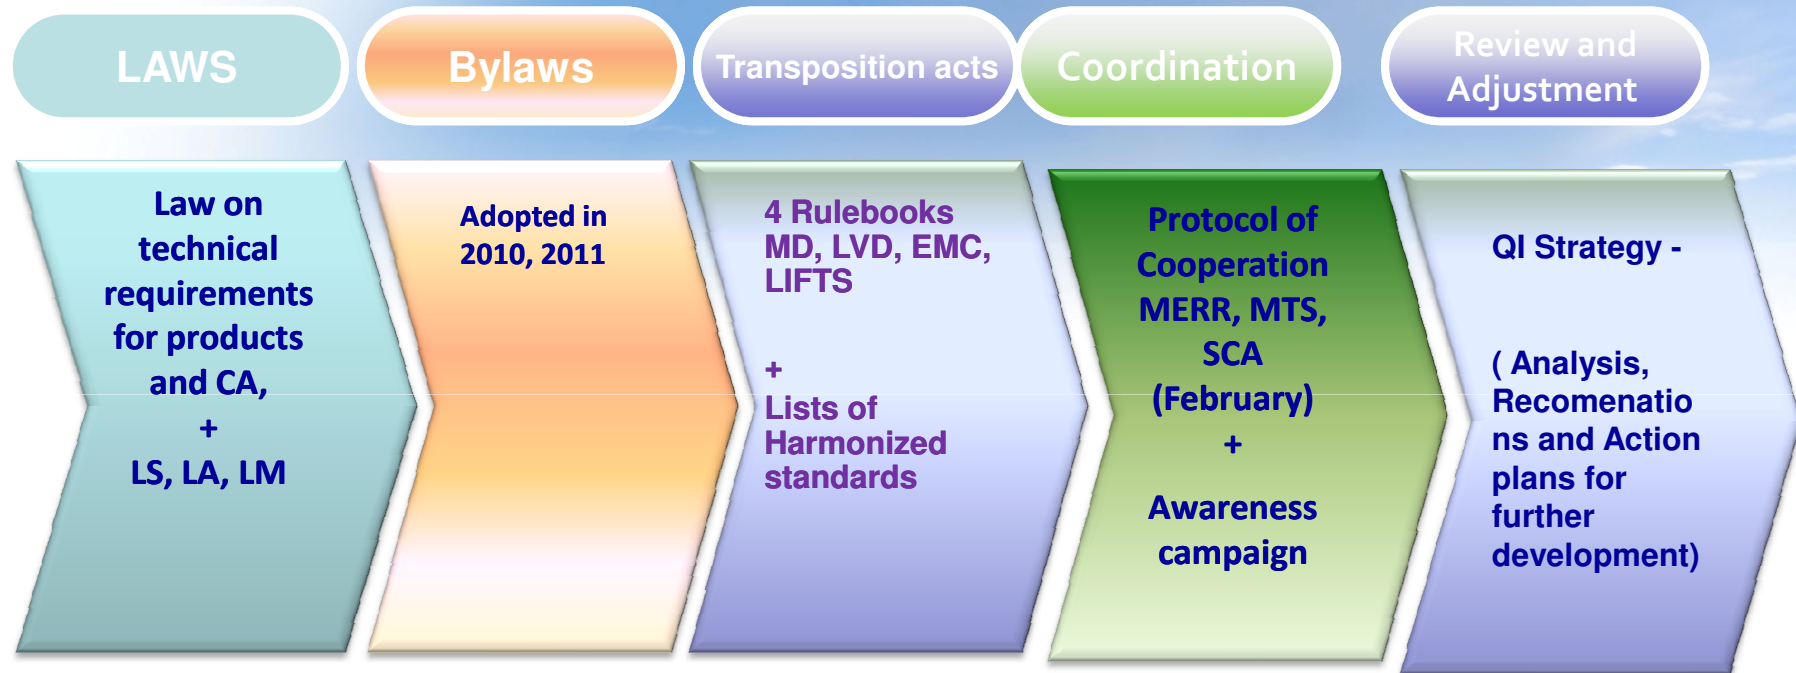 LAWS
Bylaws
Transposition acts
Coordination
Review and
Adjustment
Law on
technical
requirements
for products
and CA,
+
LS, LA, LM
Adopted in
2010, 2011
4 Rulebooks
MD, LVD, EMC,
LIFTS
+
Lists of
Harmonized
standards
Protocol of
Cooperation
MERR, MTS,
SCA
(February)
+
Awareness
campaign
QI Strategy -
( Analysis,
Recomenatio
ns and Action
plans for
further
development)